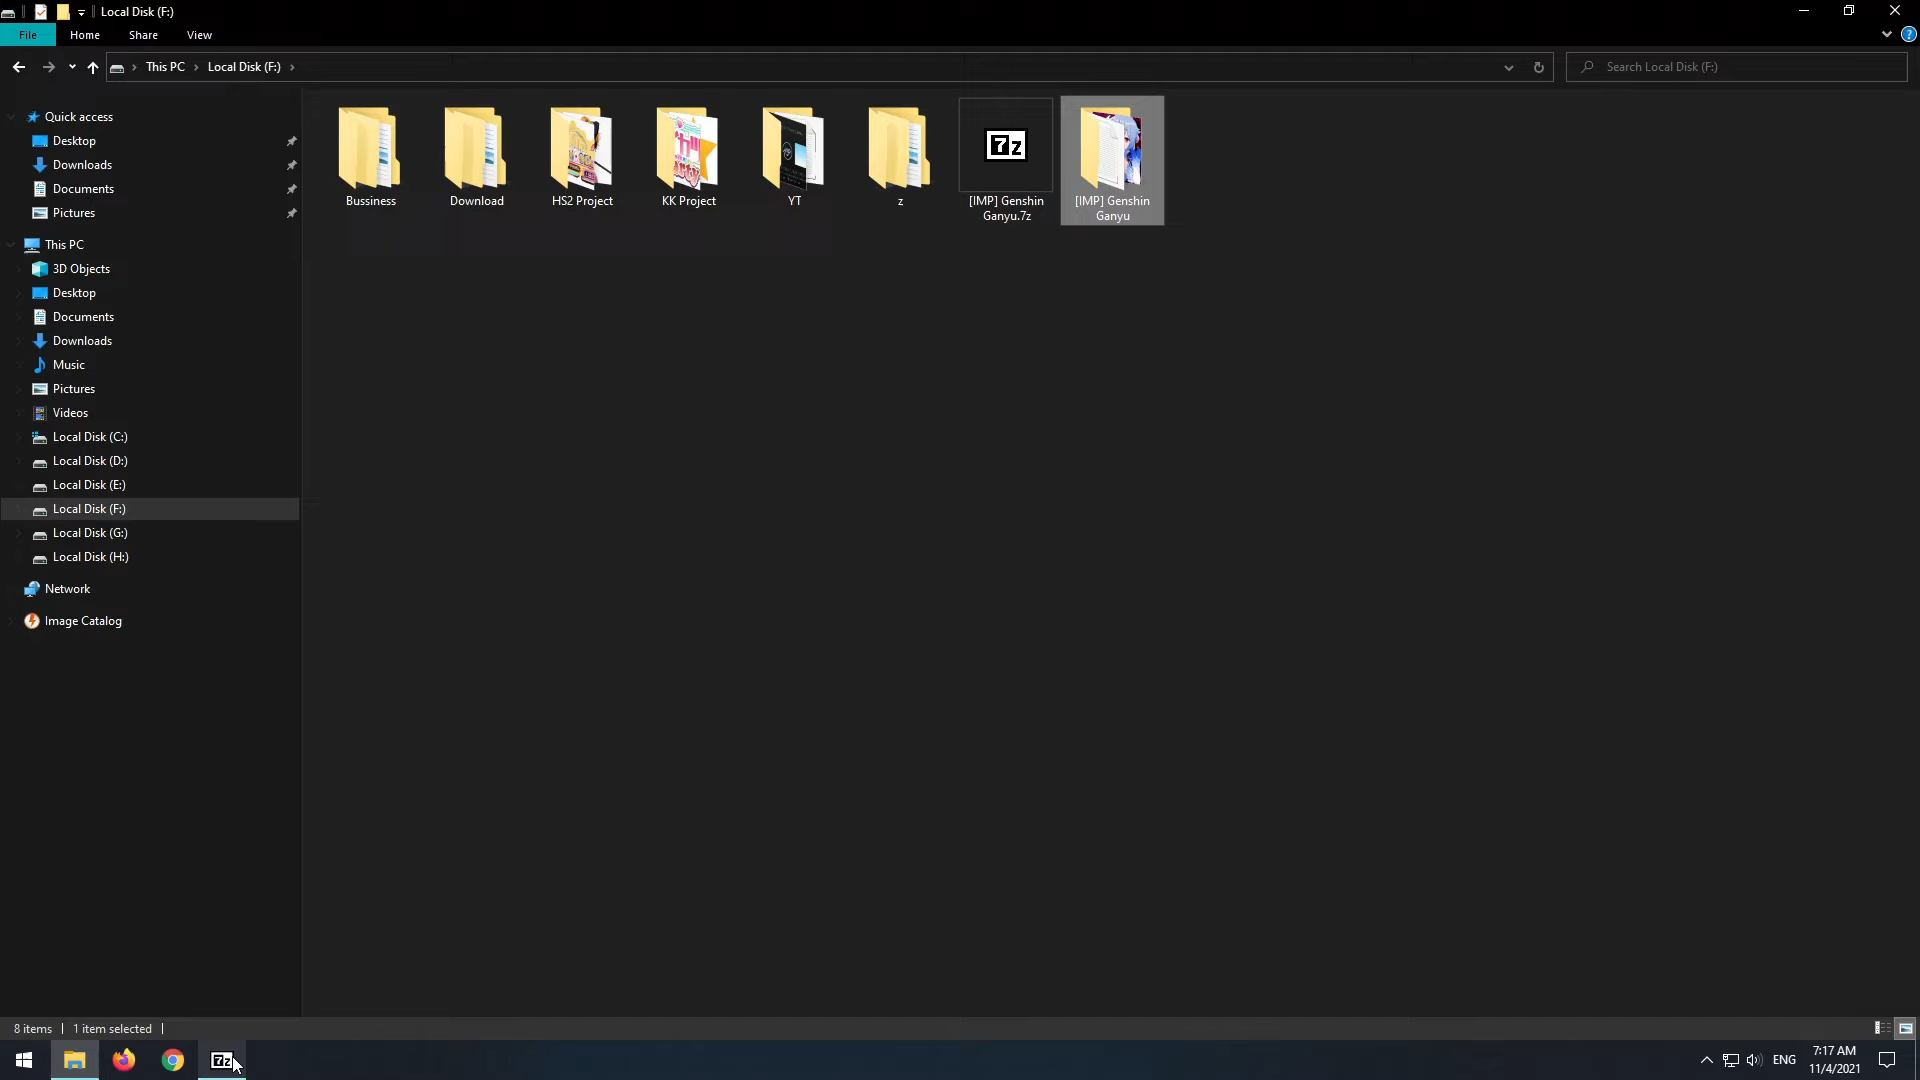 Local Disk (F:)
File
Home
Share
View
This PC
Local Disk (F:)
Search Local Disk (F:)
Quick access
Desktop
Downloads
Documents
Pictures
This PC
3D Objects
Desktop
Documents
Downloads
Music
Pictures
Videos
Local Disk (C:)
Local Disk (D:)
Local Disk (E:)
Local Disk (F:)
Local Disk (G:)
Local Disk (H:)
Network
Image Catalog
Bussiness
Download
HS2 Project
KK Project
YT
z
7z
[IMP] Genshin
Ganyu.7z
[IMP] Genshin
Ganyu
8 items
1 item selected
7z
ENG
7:17 AM
11/4/2021